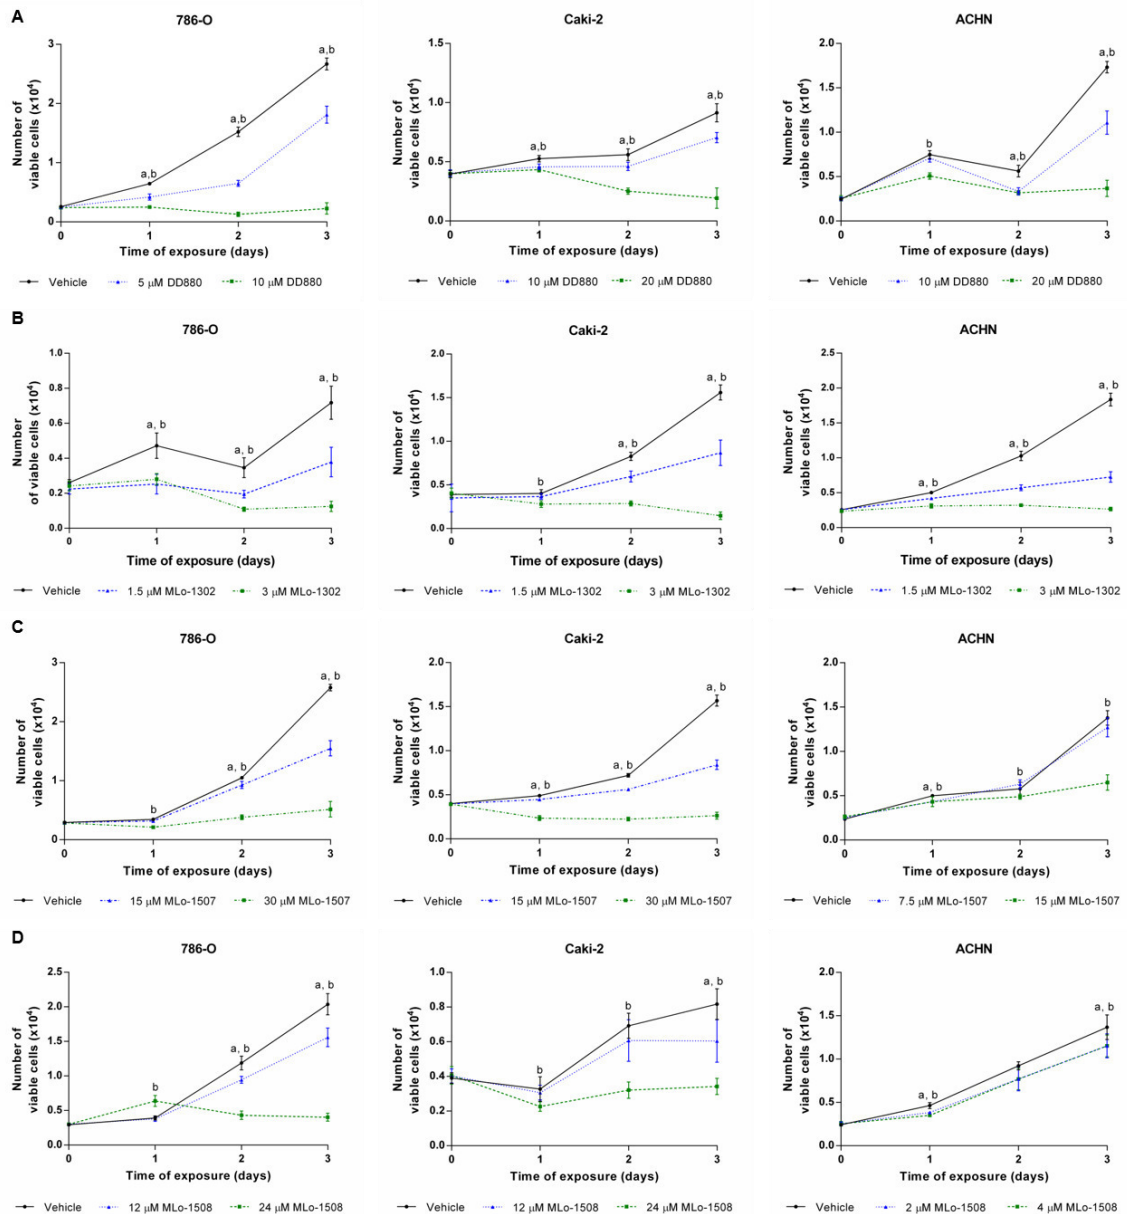 A
786-O
Number of
viable cells (x10⁴)
3
2
1
0
a,b
a,b
a,b
0
1
2
3
Time of exposure (days)
Vehicle
5 μM DD880
10 μM DD880
Caki-2
Number of
viable cells (x10⁴)
1.5
1.0
0.5
0.0
a,b
a,b
a,b
0
1
2
3
Time of exposure (days)
Vehicle
10 μM DD880
20 μM DD880
ACHN
Number of
viable cells (x10⁴)
2.0
1.5
1.0
0.5
0.0
b
a,b
a,b
0
1
2
3
Time of exposure (days)
Vehicle
10 μM DD880
20 μM DD880
B
786-O
Number
of viable cells (x10⁴)
1.0
0.8
0.6
0.4
0.2
0.0
a, b
a, b
a, b
0
1
2
3
Time of exposure (days)
Vehicle
1.5 μM MLo-1302
3 μM MLo-1302
Caki-2
Number of
viable cells (x10⁴)
2.0
1.5
1.0
0.5
0.0
b
a, b
a, b
0
1
2
3
Time of exposure (days)
Vehicle
1.5 μM MLo-1302
3 μM MLo-1302
ACHN
Number of
viable cells (x10⁴)
2.5
2.0
1.5
1.0
0.5
0.0
a, b
a, b
a, b
0
1
2
3
Time of exposure (days)
Vehicle
1.5 μM MLo-1302
3 μM MLo-1302
C
786-O
Number of
viable cells (x10⁴)
3
2
1
0
b
a, b
a, b
0
1
2
3
Time of exposure (days)
Vehicle
15 μM MLo-1507
30 μM MLo-1507
Caki-2
Number of
viable cells (x10⁴)
2.0
1.5
1.0
0.5
0.0
a, b
a, b
a, b
0
1
2
3
Time of exposure (days)
Vehicle
15 μM MLo-1507
30 μM MLo-1507
ACHN
Number of
viable cells (x10⁴)
2.0
1.5
1.0
0.5
0.0
a, b
b
b
0
1
2
3
Time of exposure (days)
Vehicle
7.5 μM MLo-1507
15 μM MLo-1507
D
786-O
Number of
viable cells (x10⁴)
2.5
2.0
1.5
1.0
0.5
0.0
b
a, b
a, b
0
1
2
3
Time of exposure (days)
Vehicle
12 μM MLo-1508
24 μM MLo-1508
Caki-2
Number of
viable cells (x10⁴)
1.0
0.8
0.6
0.4
0.2
0.0
b
b
a, b
0
1
2
3
Time of exposure (days)
Vehicle
12 μM MLo-1508
24 μM MLo-1508
ACHN
Number of
viable cells (x10⁴)
2.0
1.5
1.0
0.5
0.0
a, b
a, b
0
1
2
3
Time of exposure (days)
Vehicle
2 μM MLo-1508
4 μM MLo-1508